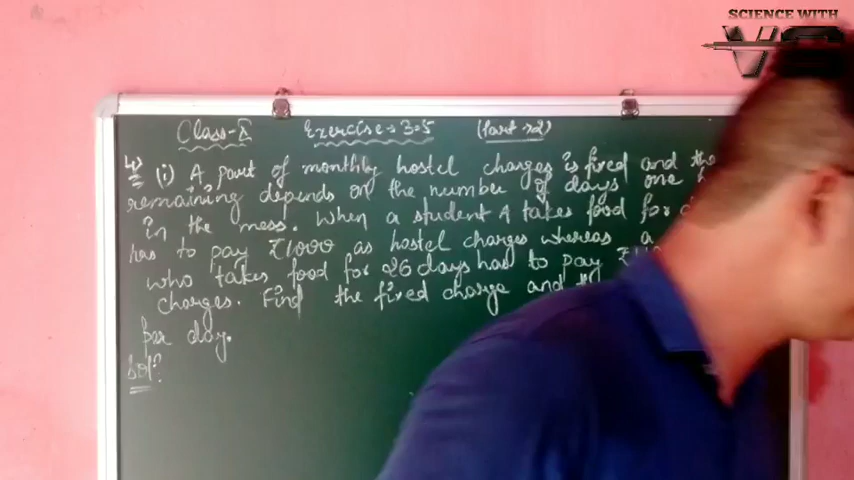 SCIENCE WITH
VS
Class-X Exercise→3.5 (Part→2)
4) (i) A part of monthly hostel charges is fixed and the
remaining depends on the number of days one
in the mess. When a student A takes food for
has to pay ₹1000 as hostel charges whereas a
who takes food for 26 days has to pay
charges. Find the fixed charge and
per day.
Sol: